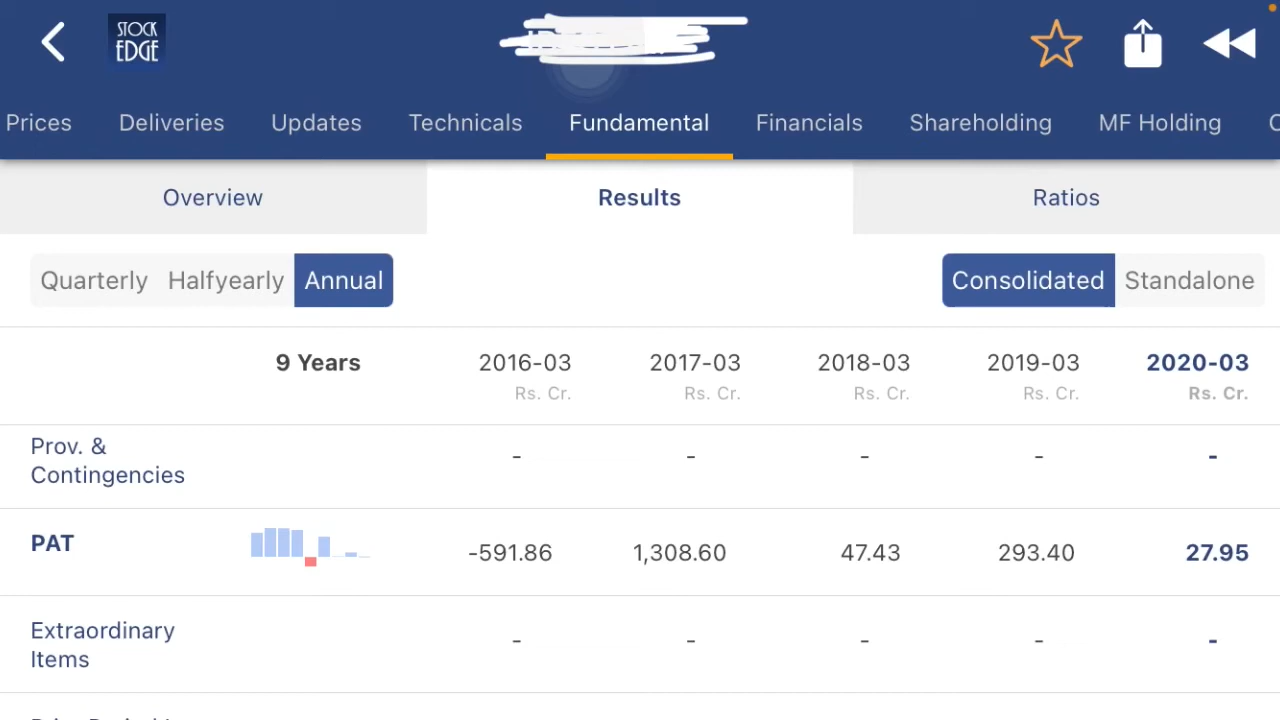 STOCK
EDGE
Prices Deliveries Updates Technicals Fundamental Financials Shareholding MF Holding
Overview Results Ratios
Quarterly Halfyearly Annual Consolidated Standalone
9 Years 2016-03 2017-03 2018-03 2019-03 2020-03
Rs. Cr. Rs. Cr. Rs. Cr. Rs. Cr. Rs. Cr.
Prov. &
Contingencies - - - - -
PAT -591.86 1,308.60 47.43 293.40 27.95
Extraordinary
Items - - - - -